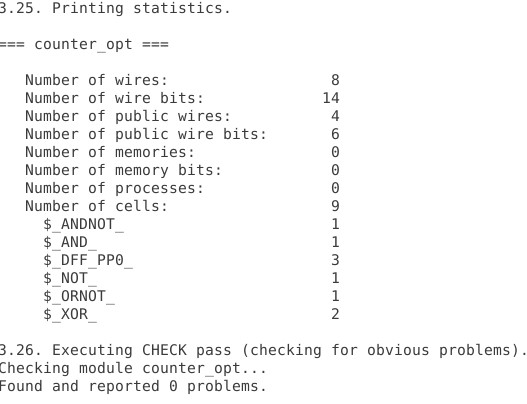 3.25. Printing statistics.
=== counter_opt ===
Number of wires: 8
Number of wire bits: 14
Number of public wires: 4
Number of public wire bits: 6
Number of memories: 0
Number of memory bits: 0
Number of processes: 0
Number of cells: 9
$_ANDNOT_ 1
$_AND_ 1
$_DFF_PP0_ 3
$_NOT_ 1
$_ORNOT_ 1
$_XOR_ 2
3.26. Executing CHECK pass (checking for obvious problems).
Checking module counter_opt...
Found and reported 0 problems.